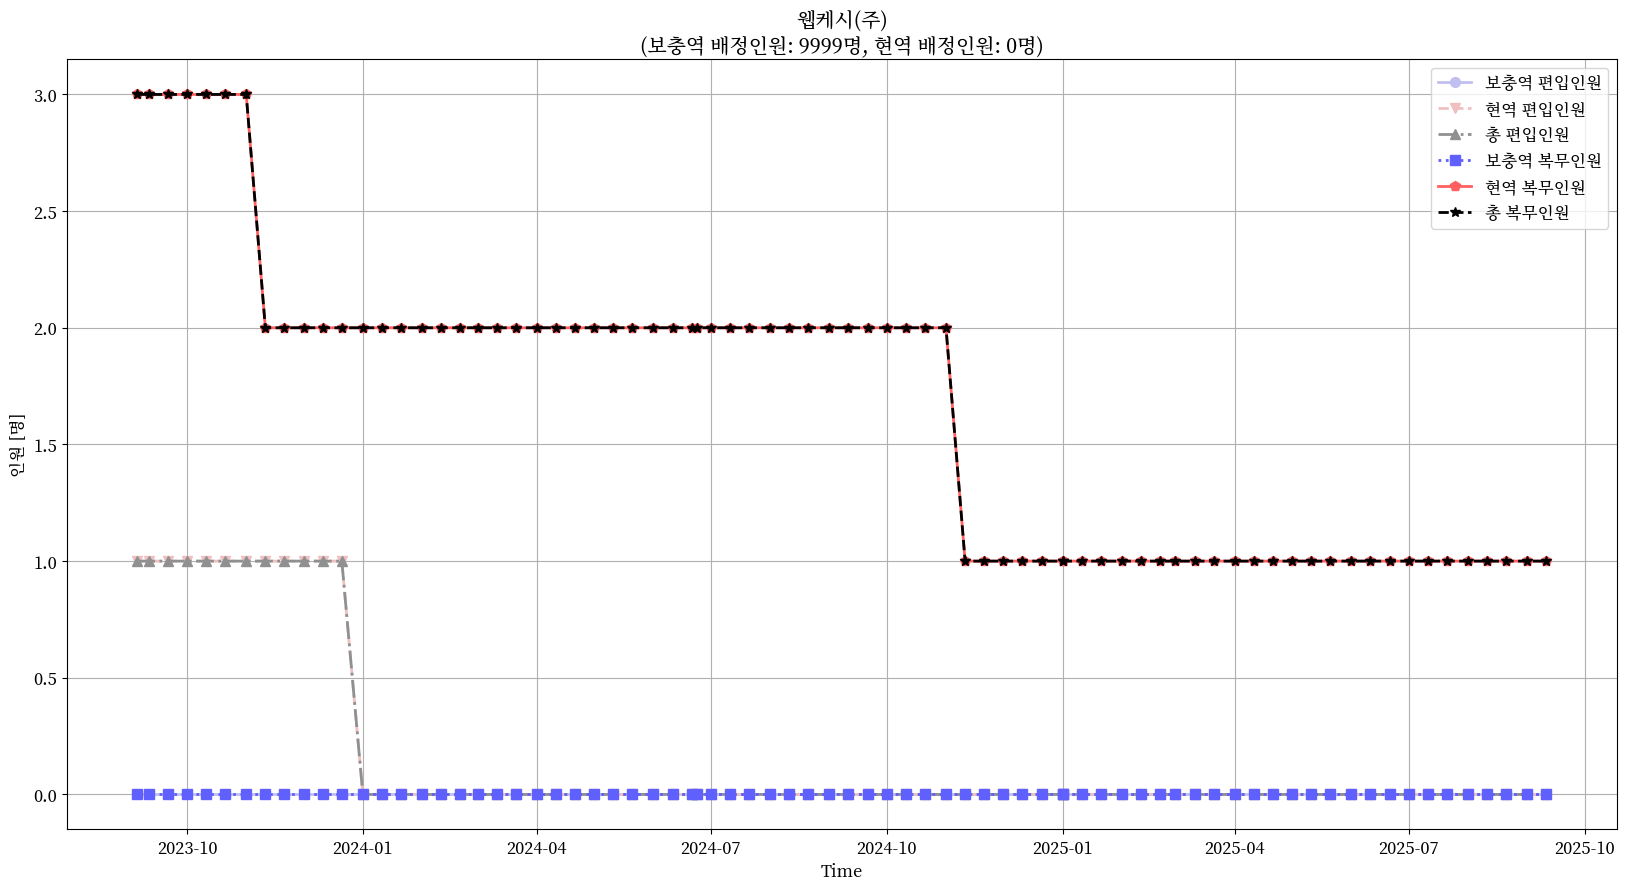 웹케시(주)
(보충역 배정인원: 9999명, 현역 배정인원: 0명)
보충역 편입인원
현역 편입인원
총 편입인원
보충역 복무인원
현역 복무인원
총 복무인원
인원 [명]
3.0
2.5
2.0
1.5
1.0
0.5
0.0
2023-10
2024-01
2024-04
2024-07
2024-10
2025-01
2025-04
2025-07
2025-10
Time